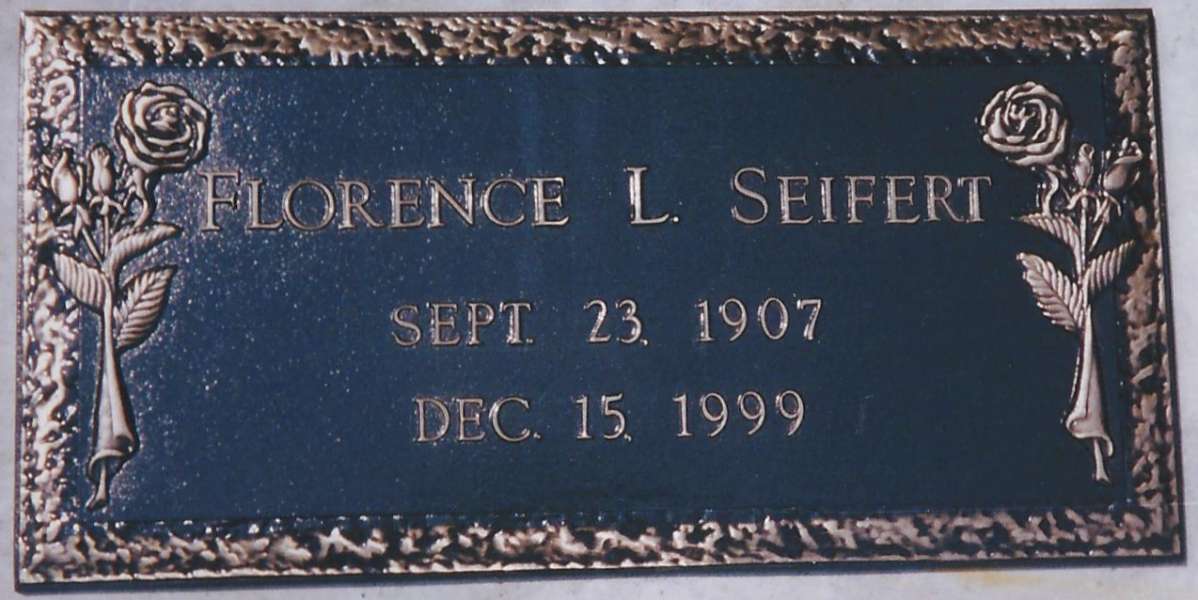 FLORENCE L. SEIFERT
SEPT. 23, 1907
DEC. 15, 1999